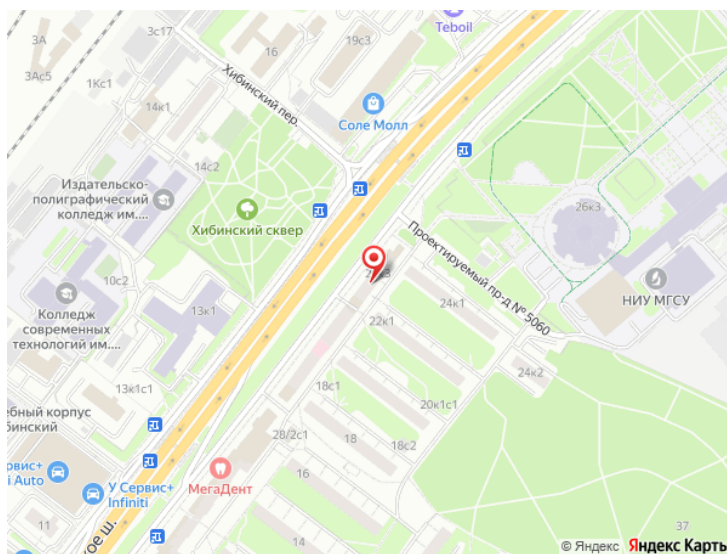 3с17
3А
3Ас5
16
19с3
Teboil
1Кс1
14к1
Хибинский пер.
Соле Молл
14с2
Издательско-
полиграфический
колледж им....
Хибинский сквер
26к3
Проектируемый пр-д № 5060
10с2
13к1
24к1
НИУ МГСУ
Колледж
современных
технологий им.
...
22к1
24к2
13к1с1
18с1
20к1с1
ебный корпус
бинский
28/2с1
18
18с2
рвис+
i Auto
У Сервис+
Infiniti
МегаДент
16
11
кое ш.
14
37
© Яндекс Яндекс Карты